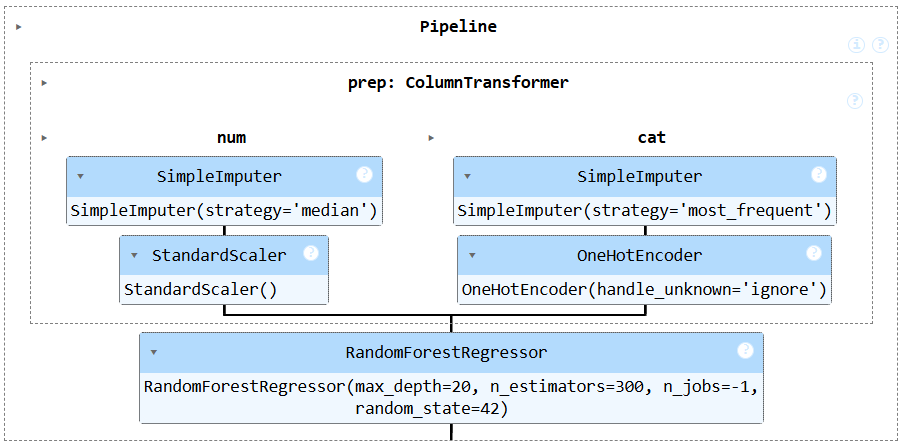 Pipeline
prep: ColumnTransformer
num
cat
SimpleImputer
SimpleImputer(strategy='median')
SimpleImputer
SimpleImputer(strategy='most_frequent')
StandardScaler
StandardScaler()
OneHotEncoder
OneHotEncoder(handle_unknown='ignore')
RandomForestRegressor
RandomForestRegressor(max_depth=20, n_estimators=300, n_jobs=-1,
random_state=42)